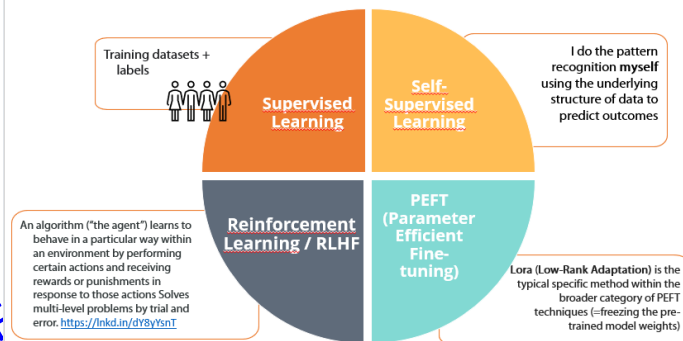 Training datasets +
labels
Supervised
Learning
Self-
Supervised
Learning
I do the pattern
recognition myself
using the underlying
structure of data to
predict outcomes
An algorithm ("the agent") learns to
behave in a particular way within
an environment by performing
certain actions and receiving
rewards or punishments in
response to those actions Solves
multi-level problems by trial and
error. https://lnkd.in/dY8yYsnT
Reinforcement
Learning / RLHF
PEFT
(Parameter
Efficient
Fine-
tuning)
Lora (Low-Rank Adaptation) is the
typical specific method within the
broader category of PEFT
techniques (=freezing the pre-
trained model weights)